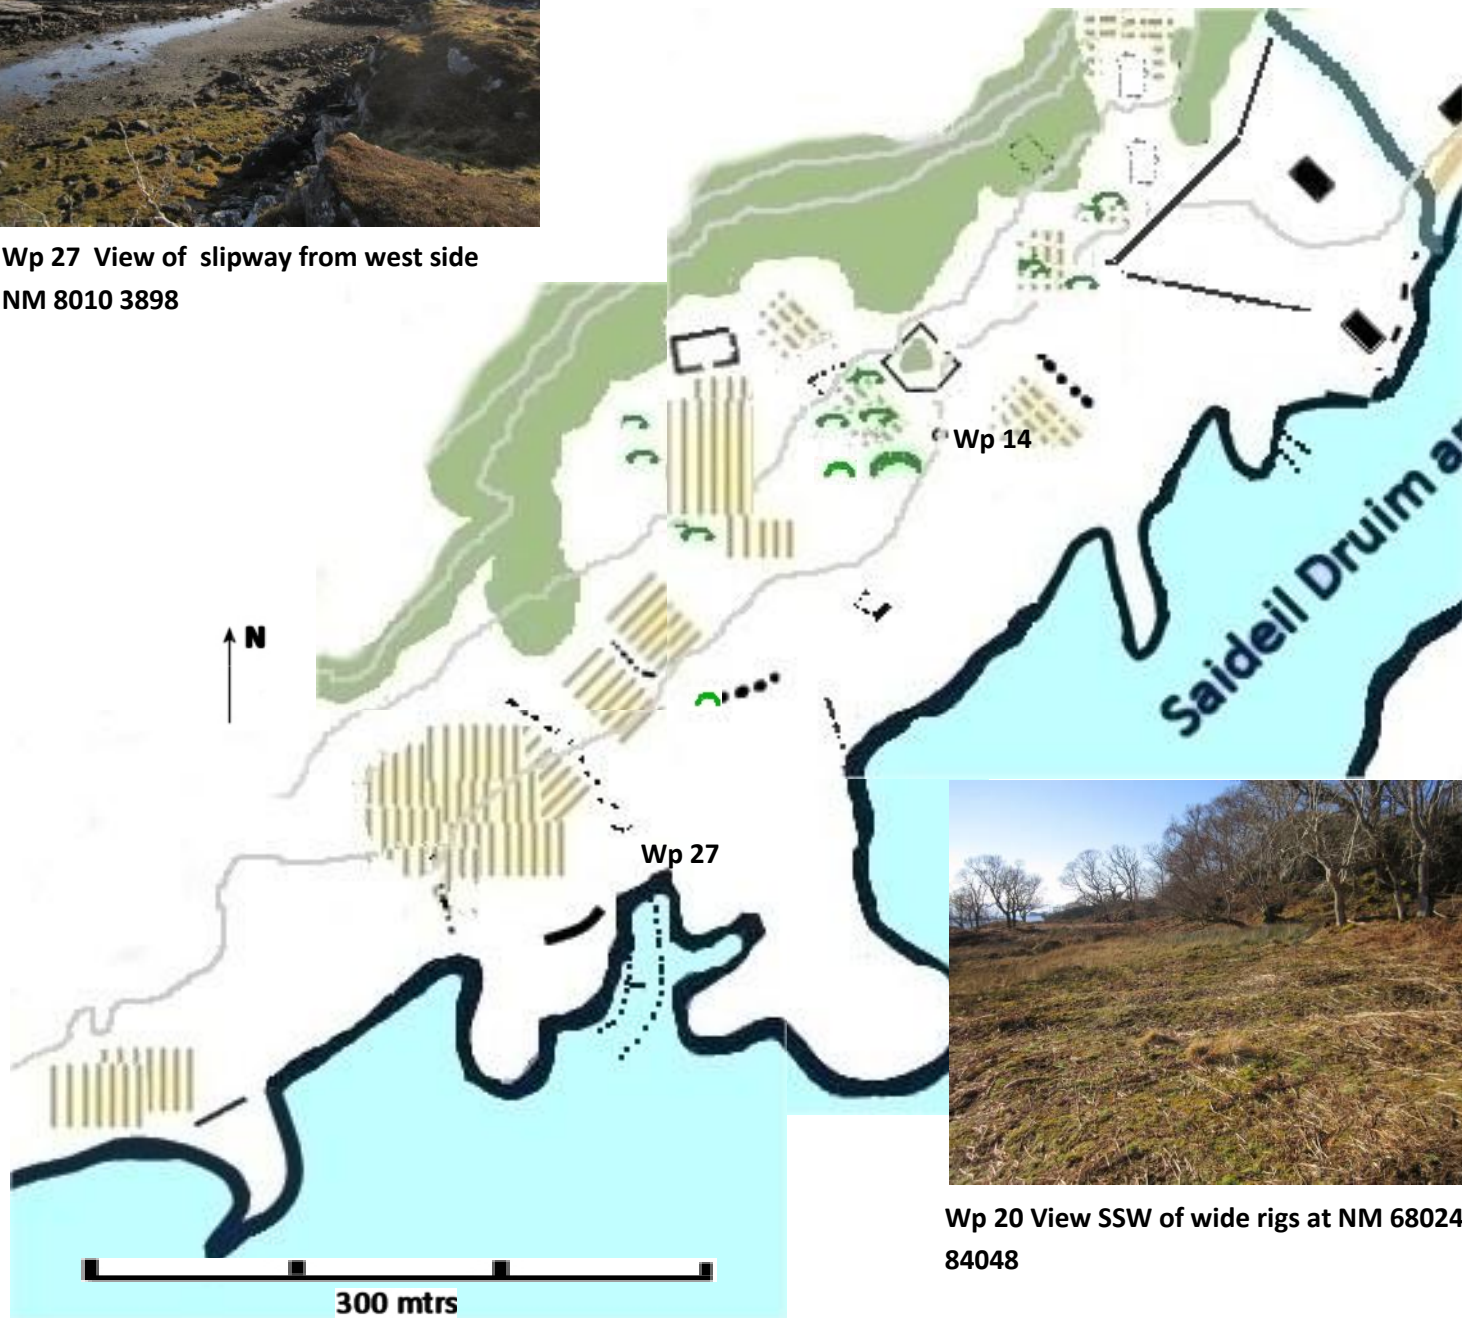 Wp 27 View of slipway from west side
NM 8010 3898
Wp 14
Saideil Druim
N
Wp 27
Wp 20 View SSW of wide rigs at NM 68024
84048
300 mtrs